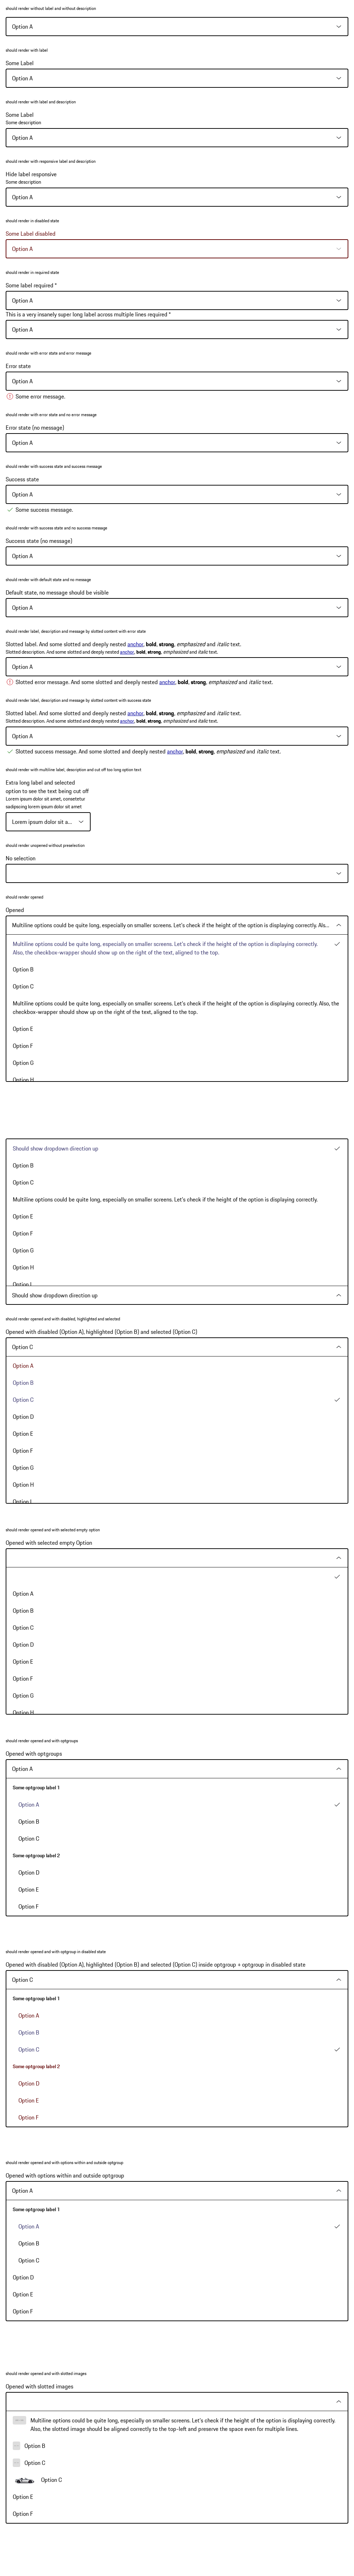 should render without label and without description
Option A
should render with label
Some Label
Option A
should render with label and description
Some Label
Some description
Option A
should render with responsive label and description
Hide label responsive
Some description
Option A
should render in disabled state
Some Label disabled
Option A
should render in required state
Some label required *
Option A
This is a very insanely super long label across multiple lines required *
Option A
should render with error state and error message
Error state
Option A
Some error message.
should render with error state and no error message
Error state (no message)
Option A
should render with success state and success message
Success state
Option A
Some success message.
should render with success state and no success message
Success state (no message)
Option A
should render with default state and no message
Default state, no message should be visible
Option A
should render label, description and message by slotted content with error state
Slotted label. And some slotted and deeply nested anchor, bold, strong, emphasized and italic text.
Slotted description. And some slotted and deeply nested anchor, bold, strong, emphasized and italic text.
Option A
Slotted error message. And some slotted and deeply nested anchor, bold, strong, emphasized and italic text.
should render label, description and message by slotted content with success state
Slotted label. And some slotted and deeply nested anchor, bold, strong, emphasized and italic text.
Slotted description. And some slotted and deeply nested anchor, bold, strong, emphasized and italic text.
Option A
Slotted success message. And some slotted and deeply nested anchor, bold, strong, emphasized and italic text.
should render with multiline label, description and cut off too long option text
Extra long label and selected
option to see the text being cut off
Lorem ipsum dolor sit amet, consetetur
sadipscing lorem ipsum dolor sit amet
Lorem ipsum dolor sit a...
should render unopened without preselection
No selection
should render opened
Opened
Multiline options could be quite long, especially on smaller screens. Let's check if the height of the option is displaying correctly. Als...
Multiline options could be quite long, especially on smaller screens. Let's check if the height of the option is displaying correctly.
Also, the checkbox-wrapper should show up on the right of the text, aligned to the top.
Option B
Option C
Multiline options could be quite long, especially on smaller screens. Let's check if the height of the option is displaying correctly. Also, the
checkbox-wrapper should show up on the right of the text, aligned to the top.
Option E
Option F
Option G
Option H
Should show dropdown direction up
Option B
Option C
Multiline options could be quite long, especially on smaller screens. Let's check if the height of the option is displaying correctly.
Option E
Option F
Option G
Option H
Option I
Should show dropdown direction up
should render opened and with disabled, highlighted and selected
Opened with disabled (Option A), highlighted (Option B) and selected (Option C)
Option C
Option A
Option B
Option C
Option D
Option E
Option F
Option G
Option H
Option I
should render opened and with selected empty option
Opened with selected empty Option
Option A
Option B
Option C
Option D
Option E
Option F
Option G
Option H
should render opened and with optgroups
Opened with optgroups
Option A
Some optgroup label 1
Option A
Option B
Option C
Some optgroup label 2
Option D
Option E
Option F
should render opened and with optgroup in disabled state
Opened with disabled (Option A), highlighted (Option B) and selected (Option C) inside optgroup + optgroup in disabled state
Option C
Some optgroup label 1
Option A
Option B
Option C
Some optgroup label 2
Option D
Option E
Option F
should render opened and with options within and outside optgroup
Opened with options within and outside optgroup
Option A
Some optgroup label 1
Option A
Option B
Option C
Option D
Option E
Option F
should render opened and with slotted images
Opened with slotted images
Multiline options could be quite long, especially on smaller screens. Let's check if the height of the option is displaying correctly.
Also, the slotted image should be aligned correctly to the top-left and preserve the space even for multiple lines.
Option B
Option C
Option C
Option E
Option F